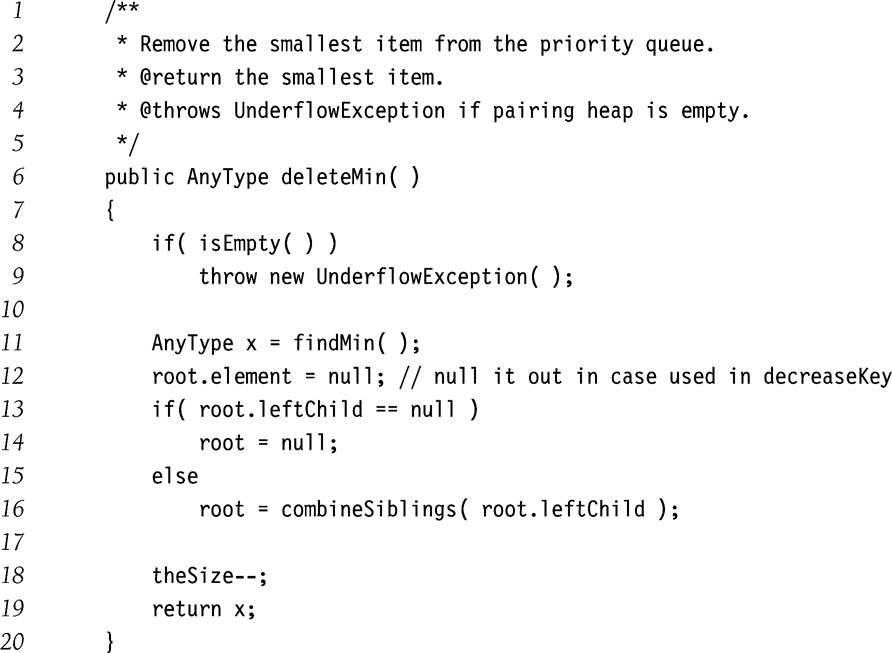 1 /**
2 * Remove the smallest item from the priority queue.
3 * @return the smallest item.
4 * @throws UnderflowException if pairing heap is empty.
5 */
6 public AnyType deleteMin( )
7 {
8 if( isEmpty( ) )
9 throw new UnderflowException( );
10
11 AnyType x = findMin( );
12 root.element = null; // null it out in case used in decreaseKey
13 if( root.leftChild == null )
14 root = null;
15 else
16 root = combineSiblings( root.leftChild );
17
18 theSize--;
19 return x;
20 }